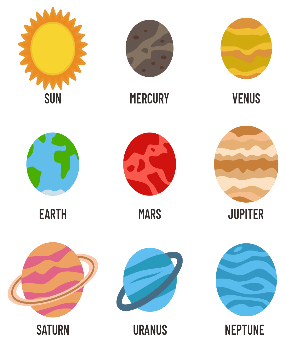 SUN
MERCURY
VENUS
EARTH
MARS
JUPITER
SATURN
URANUS
NEPTUNE